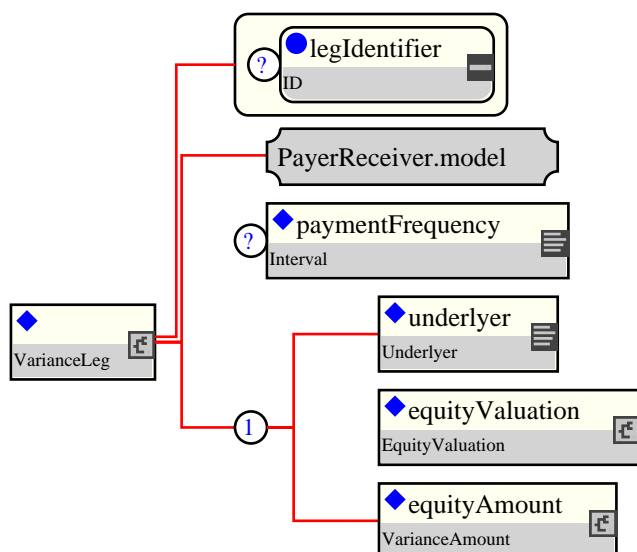 ? legIdentifier
ID
PayerReceiver.model
? paymentFrequency
Interval
VarianceLeg
underlyer
Underlyer
1
equityValuation
EquityValuation
equityAmount
VarianceAmount